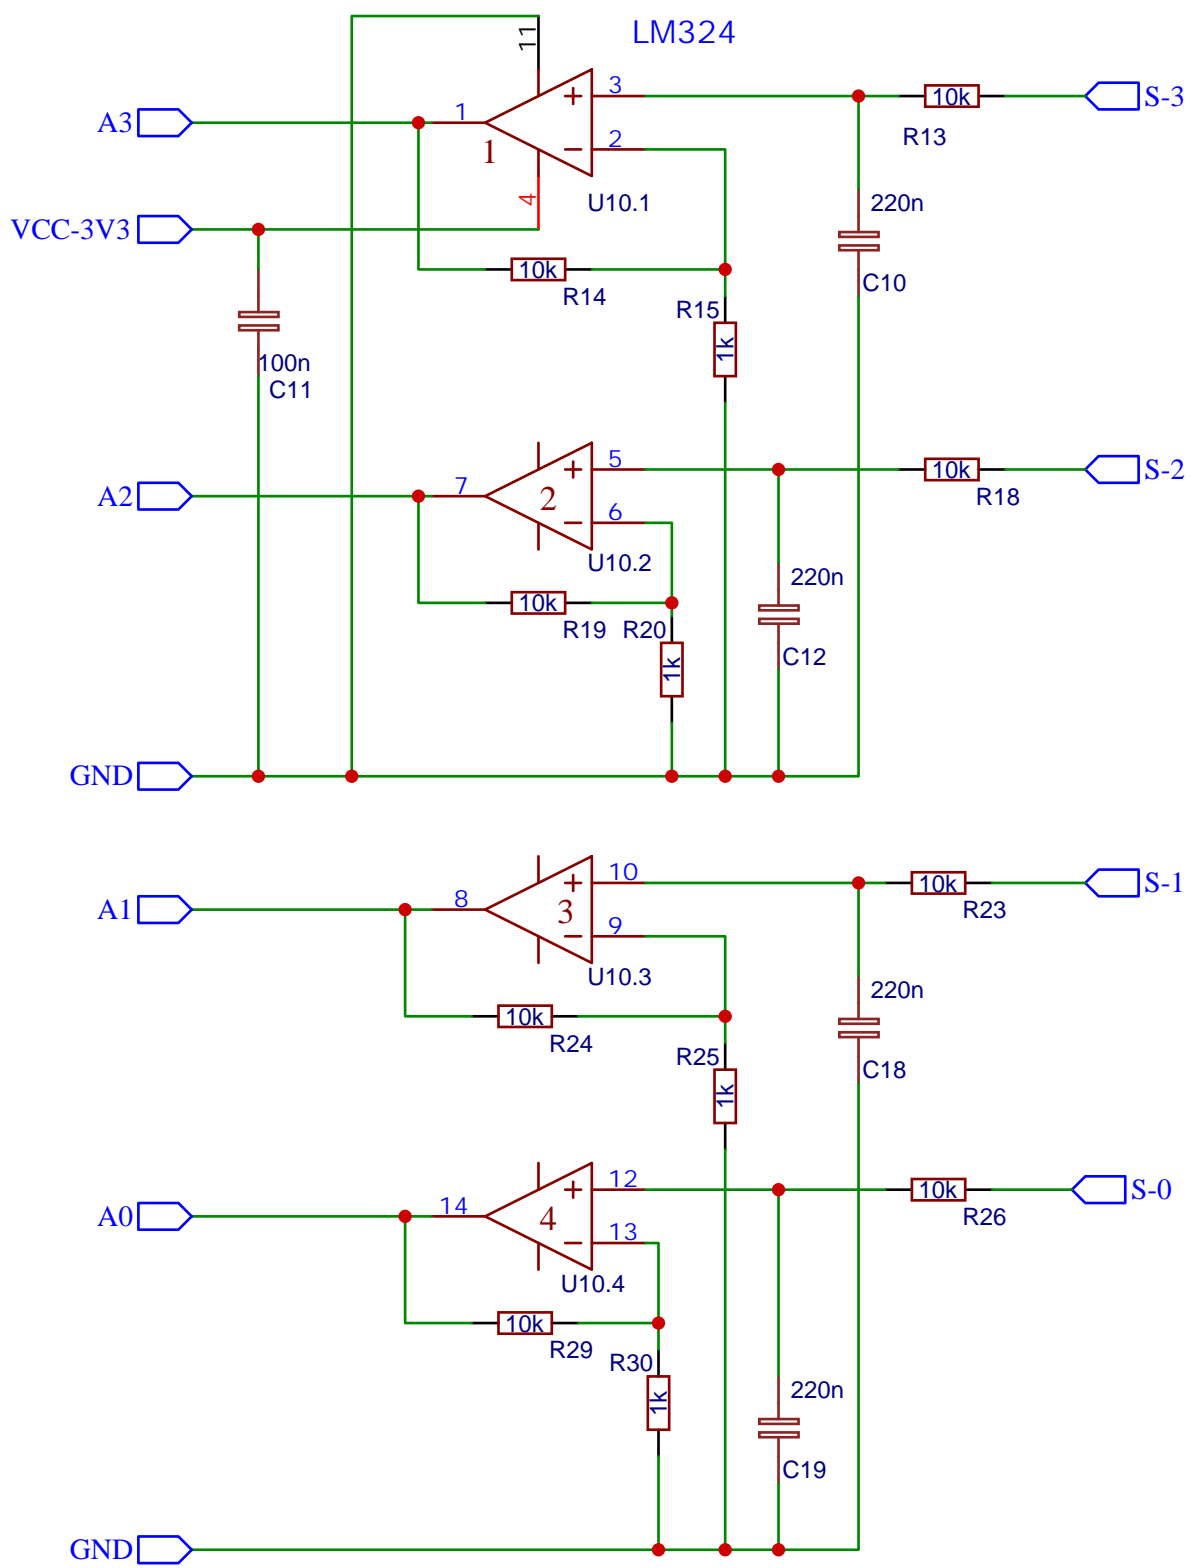 LM324
11
3
10k
S-3
A3
1
1
+
−
2
R13
4
U10.1
220n
VCC-3V3
10k
R14
R15
C10
1k
100n
C11
A2
7
2
+
−
5
6
10k
S-2
R18
U10.2
220n
10k
R19
R20
1k
C12
GND
A1
8
3
+
−
10
9
10k
S-1
R23
U10.3
220n
10k
R24
R25
C18
1k
A0
14
4
+
−
12
13
10k
S-0
R26
U10.4
10k
R29
R30
1k
220n
C19
GND